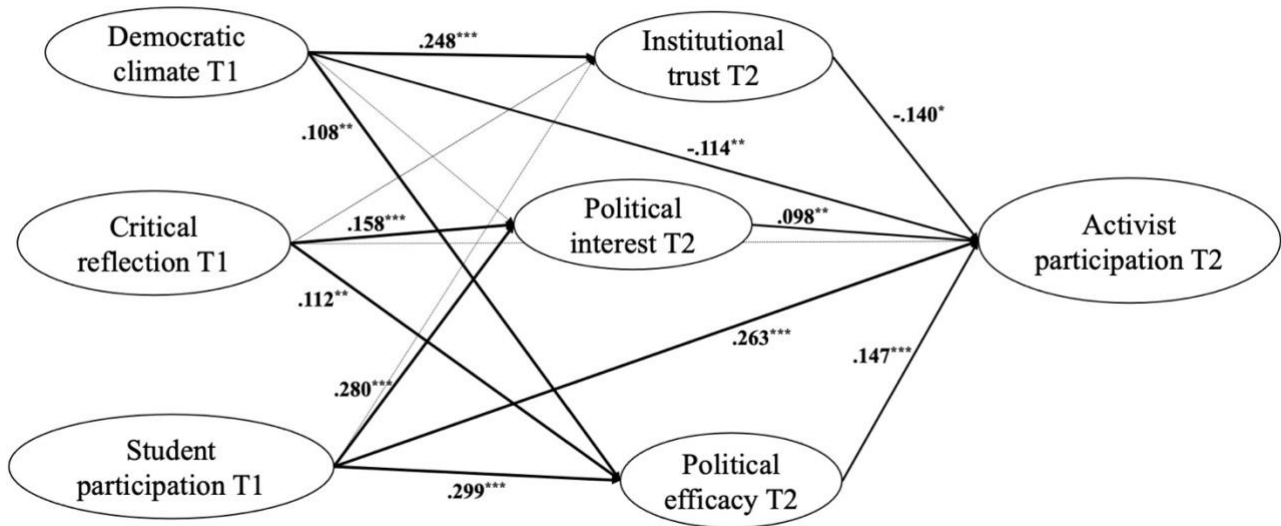 Democratic
climate T1
.248***
Institutional
trust T2
.108**
-.140*
-.114**
Critical
reflection T1
.158***
Political
interest T2
.098**
Activist
participation T2
.112**
.263***
.147***
.280***
Student
participation T1
.299***
Political
efficacy T2